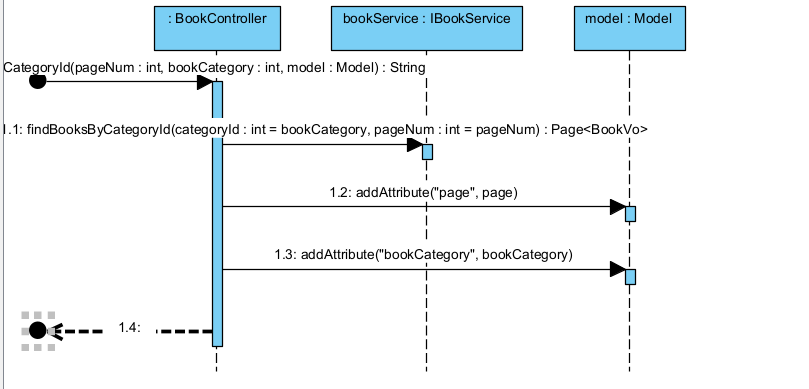 : BookController
bookService : IBookService
model : Model
CategoryId(pageNum : int, bookCategory : int, model : Model) : String
1.1: findBooksByCategoryId(categoryId : int = bookCategory, pageNum : int = pageNum) : Page<BookVo>
1.2: addAttribute("page", page)
1.3: addAttribute("bookCategory", bookCategory)
1.4: